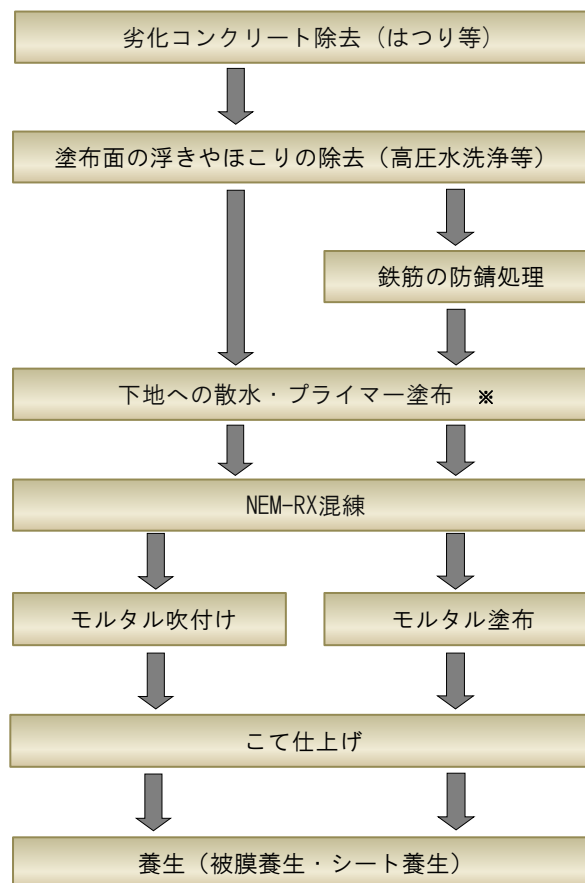 劣化コンクリート除去（はつり等）
塗布面の浮きやほこりの除去（高圧水洗浄等）
鉄筋の防錆処理
下地への散水・プライマー塗布　※
NEM-RX混練
モルタル吹付け
モルタル塗布
こて仕上げ
養生（被膜養生・シート養生）